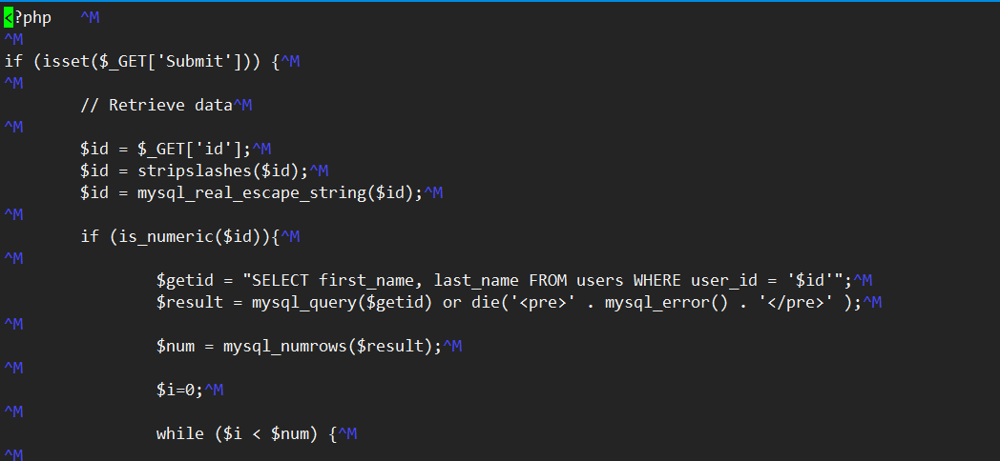 <?php   ^M
^M
if (isset($_GET['Submit'])) {^M
^M
        // Retrieve data^M
^M
        $id = $_GET['id'];^M
        $id = stripslashes($id);^M
        $id = mysql_real_escape_string($id);^M
^M
        if (is_numeric($id)){^M
^M
                $getid = "SELECT first_name, last_name FROM users WHERE user_id = '$id'";^M
                $result = mysql_query($getid) or die('<pre>' . mysql_error() . '</pre>' );^M
^M
                $num = mysql_numrows($result);^M
^M
                $i=0;^M
^M
                while ($i < $num) {^M
^M